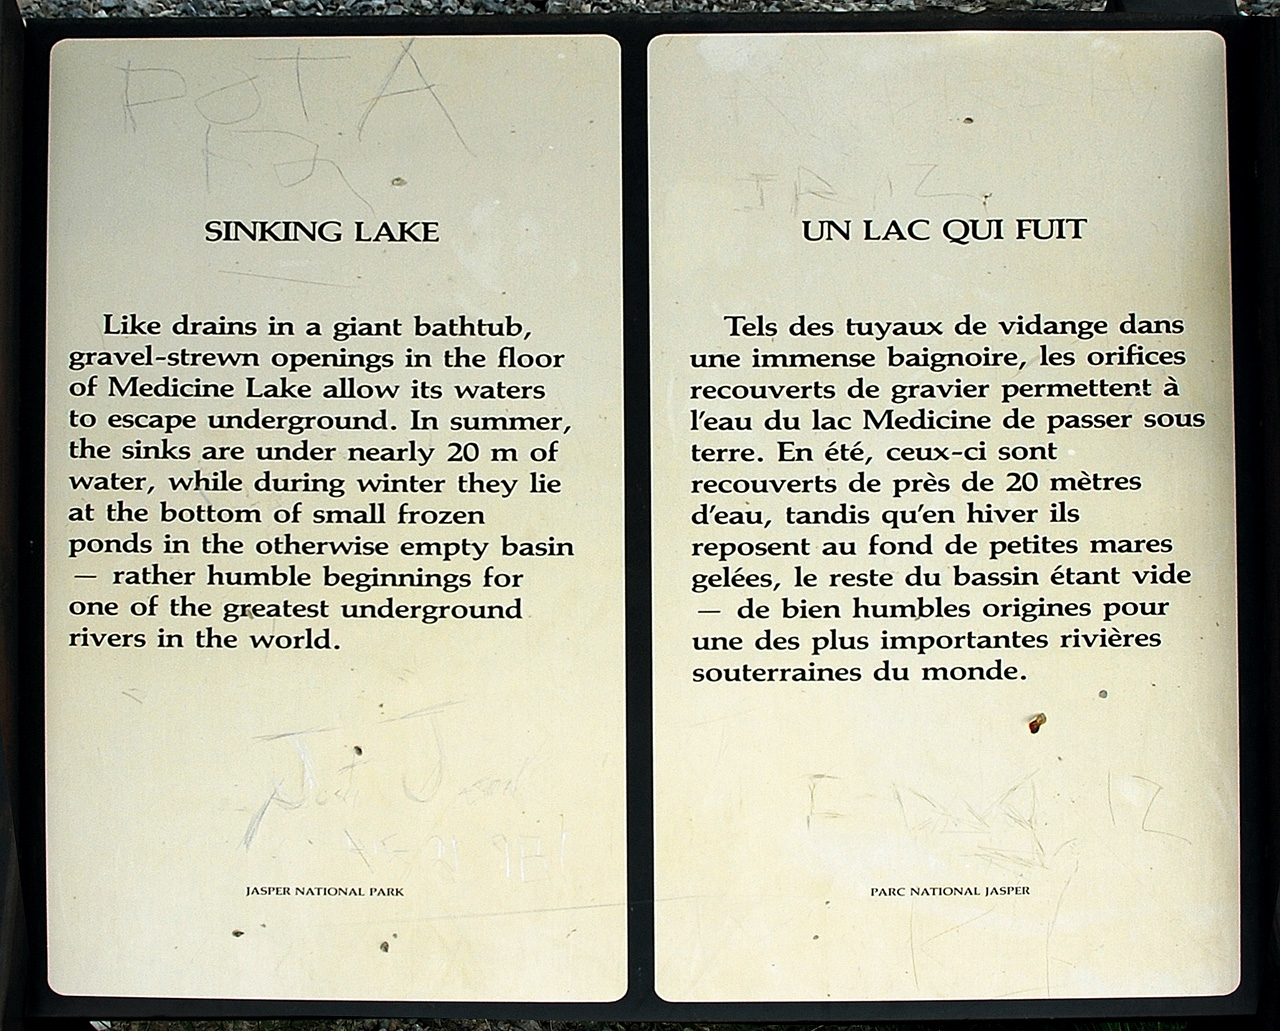 SINKING LAKE
Like drains in a giant bathtub,
gravel-strewn openings in the floor
of Medicine Lake allow its waters
to escape underground. In summer,
the sinks are under nearly 20 m of
water, while during winter they lie
at the bottom of small frozen
ponds in the otherwise empty basin
— rather humble beginnings for
one of the greatest underground
rivers in the world.
JASPER NATIONAL PARK
UN LAC QUI FUIT
Tels des tuyaux de vidange dans
une immense baignoire, les orifices
recouverts de gravier permettent à
l'eau du lac Medicine de passer sous
terre. En été, ceux-ci sont
recouverts de près de 20 mètres
d'eau, tandis qu'en hiver ils
reposent au fond de petites mares
gelées, le reste du bassin étant vide
— de bien humbles origines pour
une des plus importantes rivières
souterraines du monde.
PARC NATIONAL JASPER